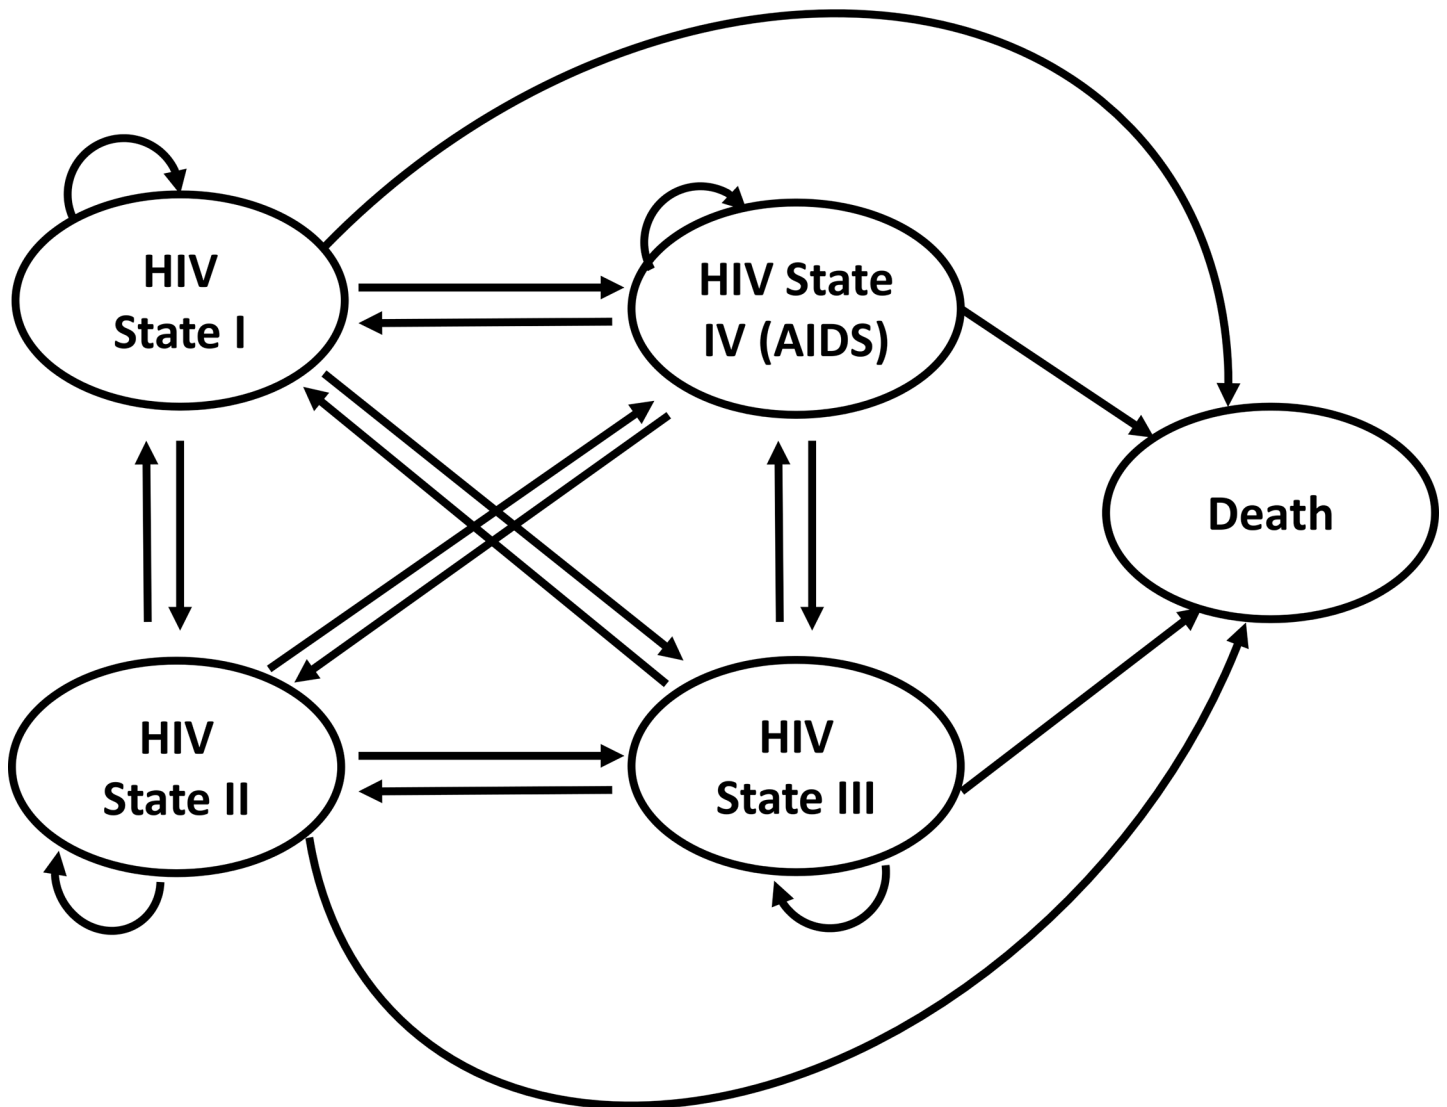 HIV
State I
HIV State
IV (AIDS)
Death
HIV
State II
HIV
State III